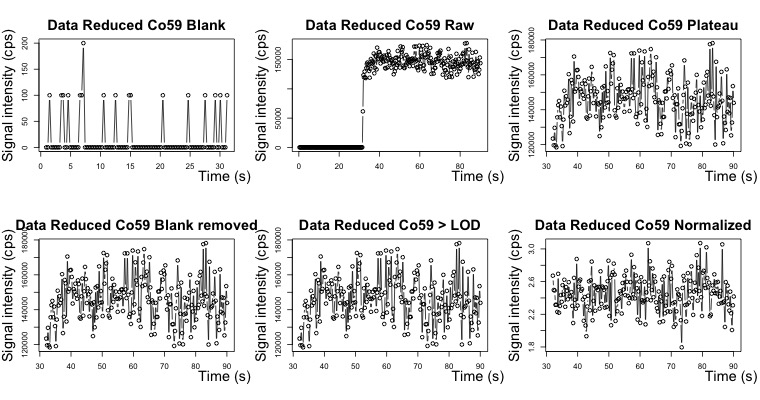 Data Reduced Co59 Blank
Data Reduced Co59 Raw
Data Reduced Co59 Plateau
Signal intensity (cps)
0 50 100 150 200
0 5 10 15 20 25 30
Time (s)
Signal intensity (cps)
0 50000 150000
0 20 40 60 80
Time (s)
Signal intensity (cps)
120000 140000 160000 180000
30 40 50 60 70 80 90
Time (s)
Data Reduced Co59 Blank removed
Data Reduced Co59 > LOD
Data Reduced Co59 Normalized
Signal intensity (cps)
120000 140000 160000 180000
30 40 50 60 70 80 90
Time (s)
Signal intensity (cps)
120000 140000 160000 180000
30 40 50 60 70 80 90
Time (s)
Signal intensity (cps)
1.8 2.2 2.6 3.0
30 40 50 60 70 80 90
Time (s)